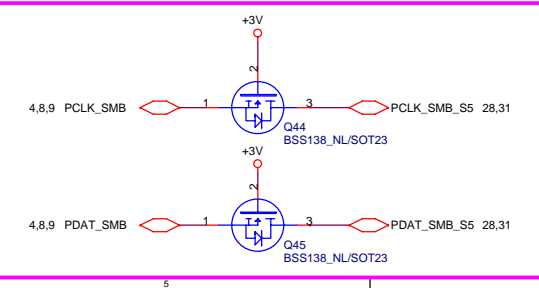 +3V
2
4,8,9 PCLK_SMB 1 3 PCLK_SMB_S5 28,31
Q44
BSS138_NL/SOT23
+3V
2
4,8,9 PDAT_SMB 1 3 PDAT_SMB_S5 28,31
Q45
BSS138_NL/SOT23
5